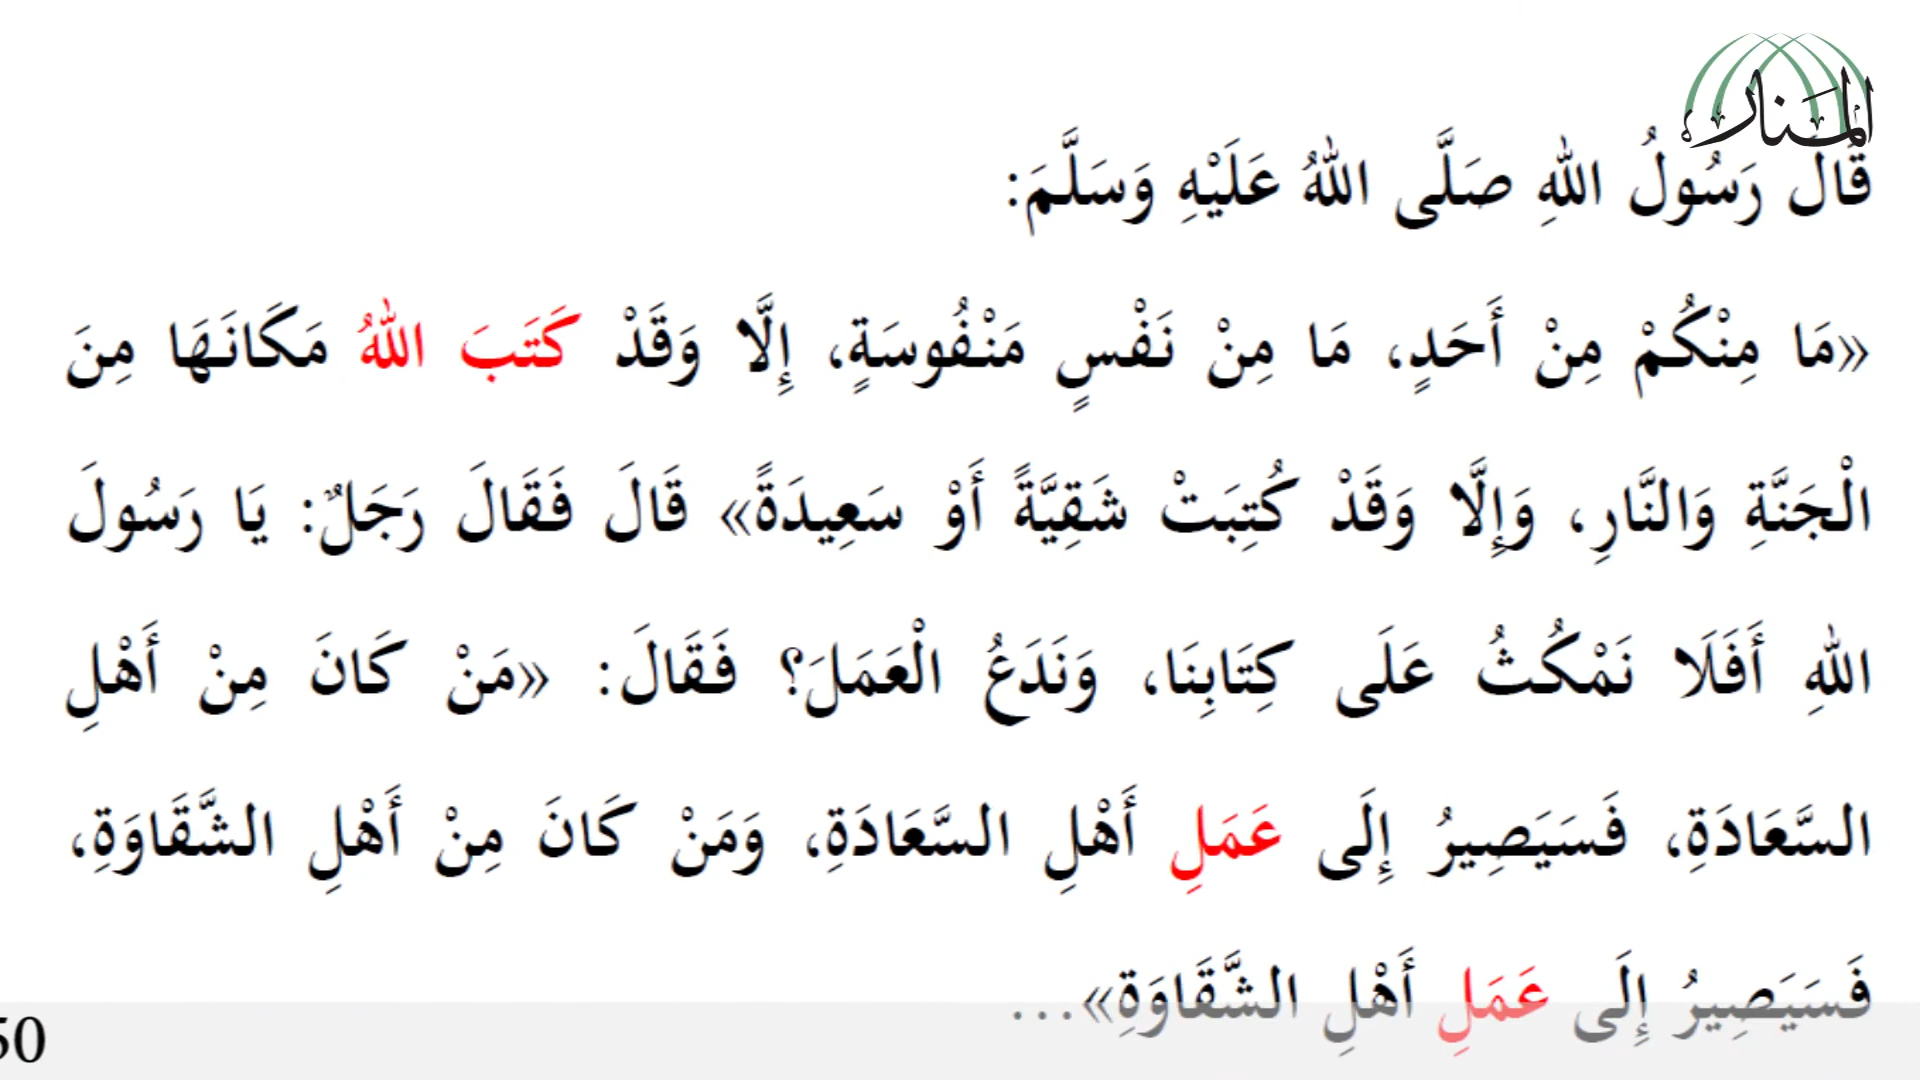 المنار
قَالَ رَسُولُ اللهِ صَلَّى اللهُ عَلَيْهِ وَسَلَّمَ:
«مَا مِنْكُمْ مِنْ أَحَدٍ، مَا مِنْ نَفْسٍ مَنْفُوسَةٍ، إِلَّا وَقَدْ كَتَبَ اللهُ مَكَانَهَا مِنَ
الْجَنَّةِ وَالنَّارِ، وَإِلَّا وَقَدْ كُتِبَتْ شَقِيَّةً أَوْ سَعِيدَةً» قَالَ فَقَالَ رَجَلٌ: يَا رَسُولَ
اللهِ أَفَلَا نَمْكُثُ عَلَى كِتَابِنَا، وَنَدَعُ الْعَمَلَ؟ فَقَالَ: «مَنْ كَانَ مِنْ أَهْلِ
السَّعَادَةِ، فَسَيَصِيرُ إِلَى عَمَلِ أَهْلِ السَّعَادَةِ، وَمَنْ كَانَ مِنْ أَهْلِ الشَّقَاوَةِ،
فَسَيَصِيرُ إِلَى عَمَلِ أَهْلِ الشَّقَاوَةِ»...
50